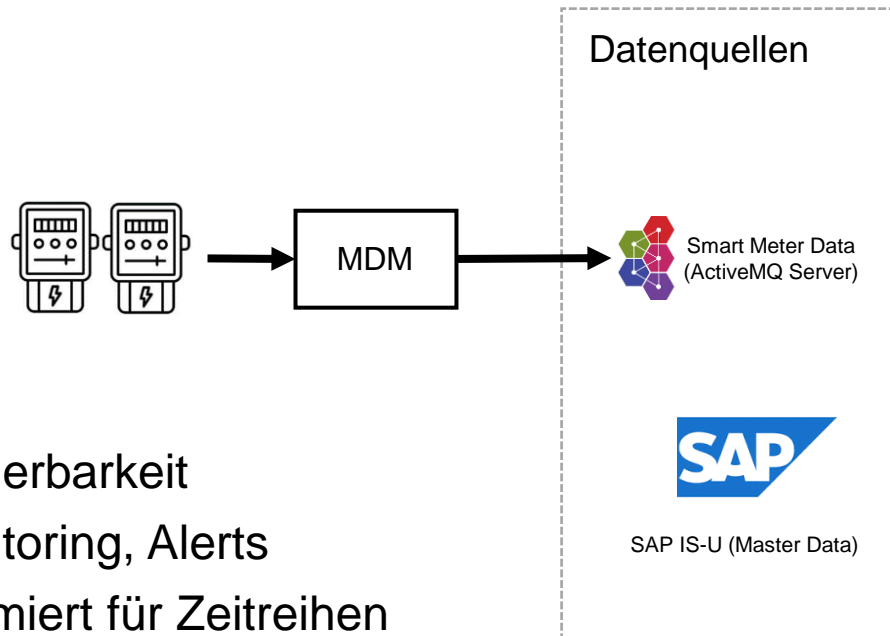 Datenquellen
MDM
Smart Meter Data
(ActiveMQ Server)
SAP
SAP IS-U (Master Data)
erbarkeit
toring, Alerts
miert für Zeitreihen